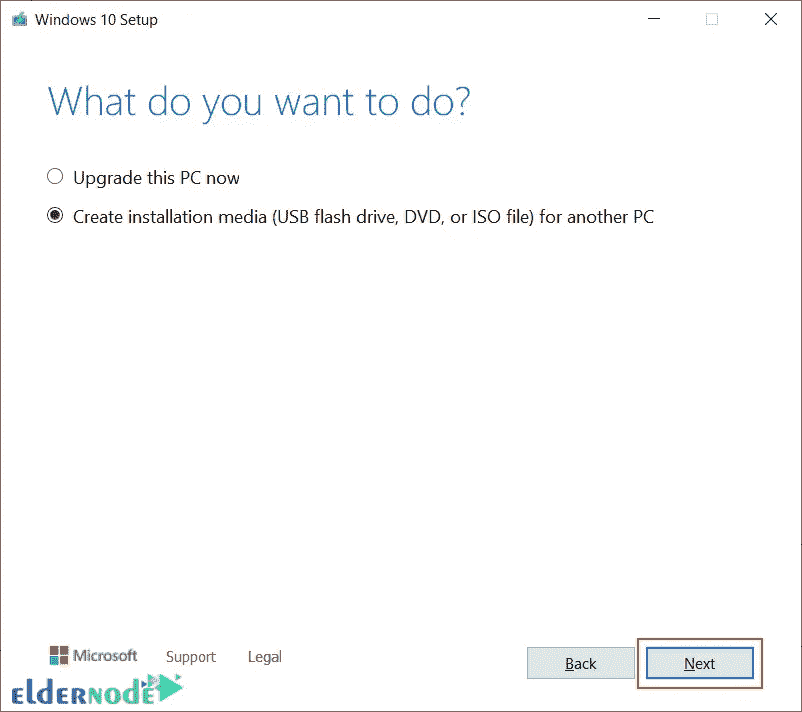 Windows 10 Setup
What do you want to do?
Upgrade this PC now
Create installation media (USB flash drive, DVD, or ISO file) for another PC
Microsoft Support Legal Back Next
eldernode